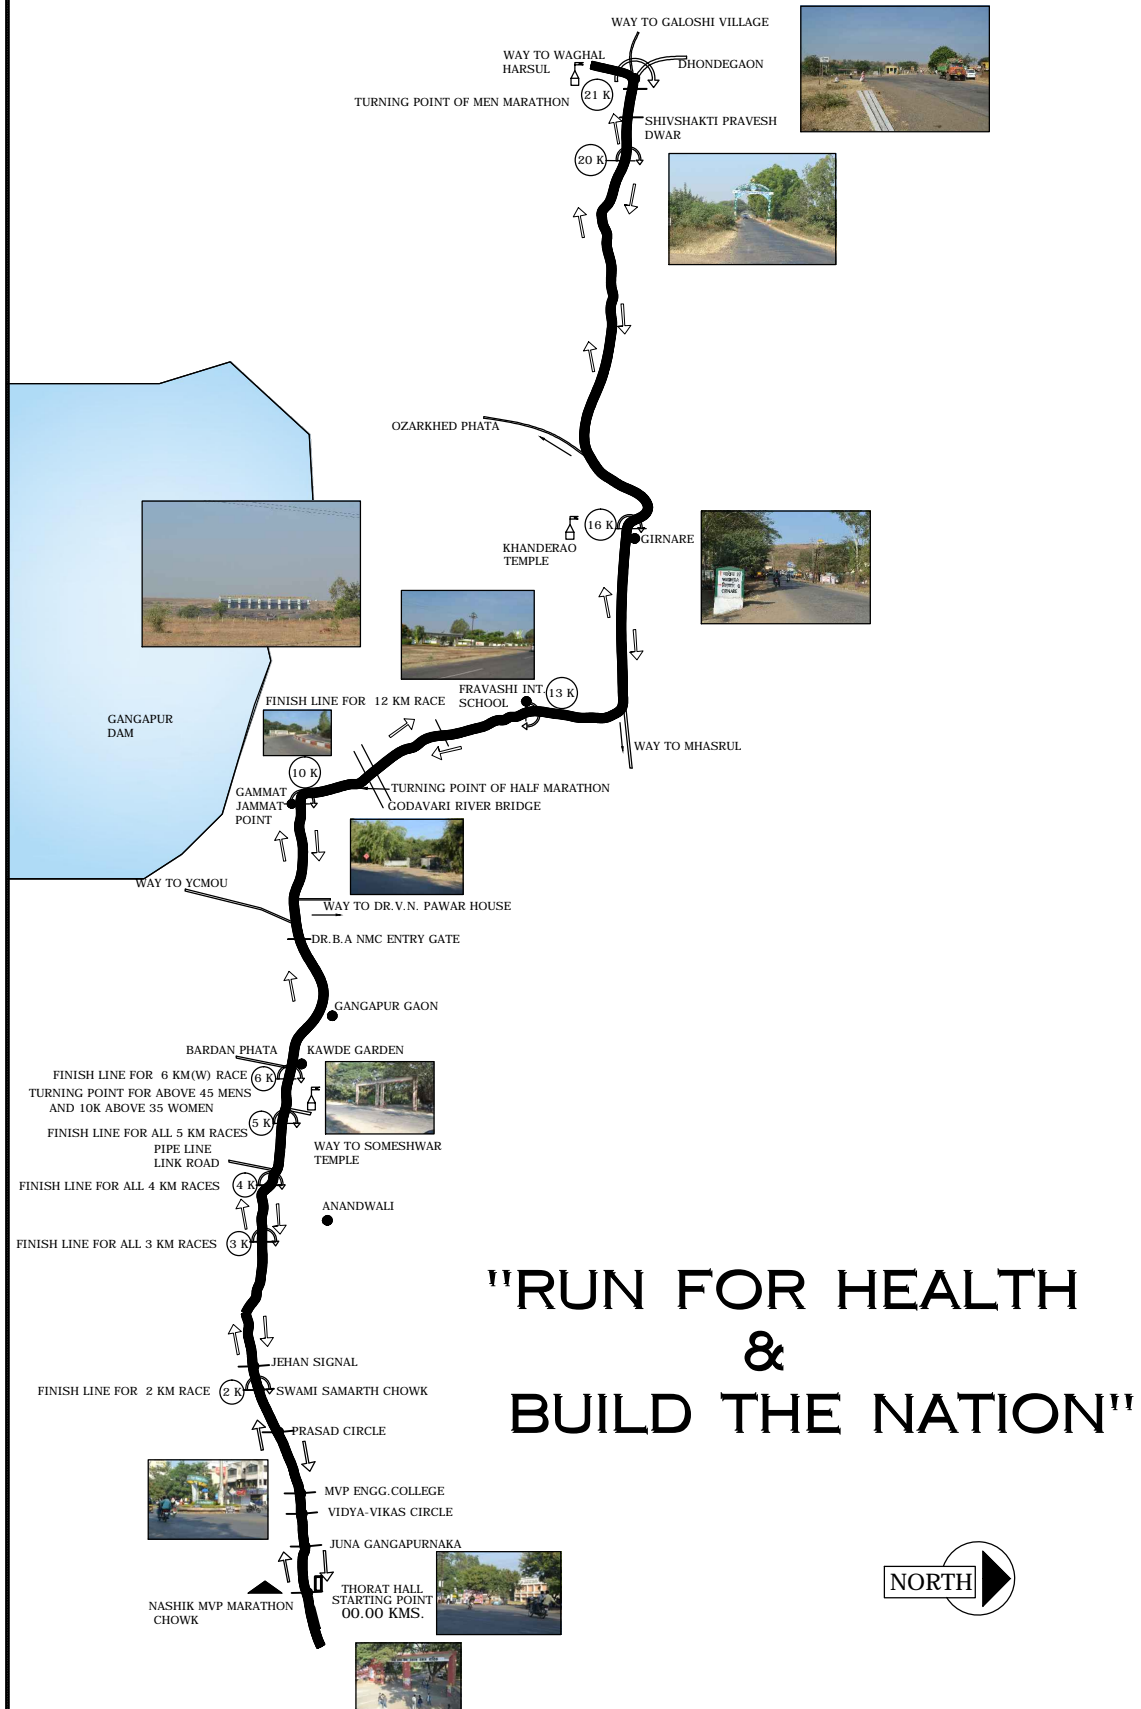 WAY TO GALOSHI VILLAGE
WAY TO WAGHAL
HARSUL
DHONDEGAON
TURNING POINT OF MEN MARATHON
21 K
SHIVSHAKTI PRAVESH
DWAR
20 K
OZARKHED PHATA
16 K
GIRNARE
KHANDERAO
TEMPLE
FRAVASHI INT.
SCHOOL
13 K
FINISH LINE FOR 12 KM RACE
GANGAPUR
DAM
WAY TO MHASRUL
10 K
GAMMAT
JAMMAT
POINT
TURNING POINT OF HALF MARATHON
GODAVARI RIVER BRIDGE
WAY TO YCMOU
WAY TO DR.V.N. PAWAR HOUSE
DR.B.A NMC ENTRY GATE
GANGAPUR GAON
BARDAN PHATA
KAWDE GARDEN
FINISH LINE FOR 6 KM(W) RACE
6 K
TURNING POINT FOR ABOVE 45 MENS
AND 10K ABOVE 35 WOMEN
5 K
FINISH LINE FOR ALL 5 KM RACES
WAY TO SOMESHWAR
TEMPLE
PIPE LINE
LINK ROAD
FINISH LINE FOR ALL 4 KM RACES
4 K
ANANDWALI
FINISH LINE FOR ALL 3 KM RACES
3 K
"RUN FOR HEALTH
&
BUILD THE NATION"
JEHAN SIGNAL
FINISH LINE FOR 2 KM RACE
2 K
SWAMI SAMARTH CHOWK
PRASAD CIRCLE
MVP ENGG.COLLEGE
VIDYA-VIKAS CIRCLE
JUNA GANGAPURNAKA
THORAT HALL
STARTING POINT
00.00 KMS.
NASHIK MVP MARATHON
CHOWK
NORTH